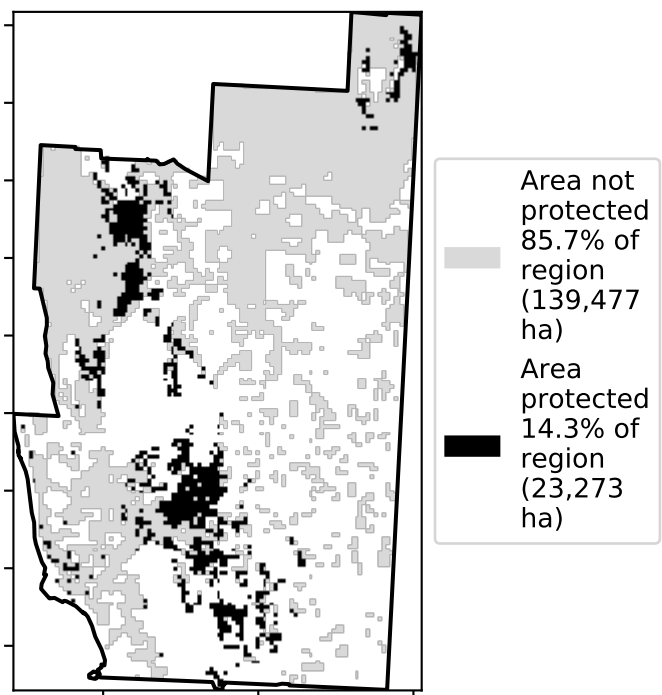 Area not
protected
85.7% of
region
(139,477
ha)
Area
protected
14.3% of
region
(23,273
ha)